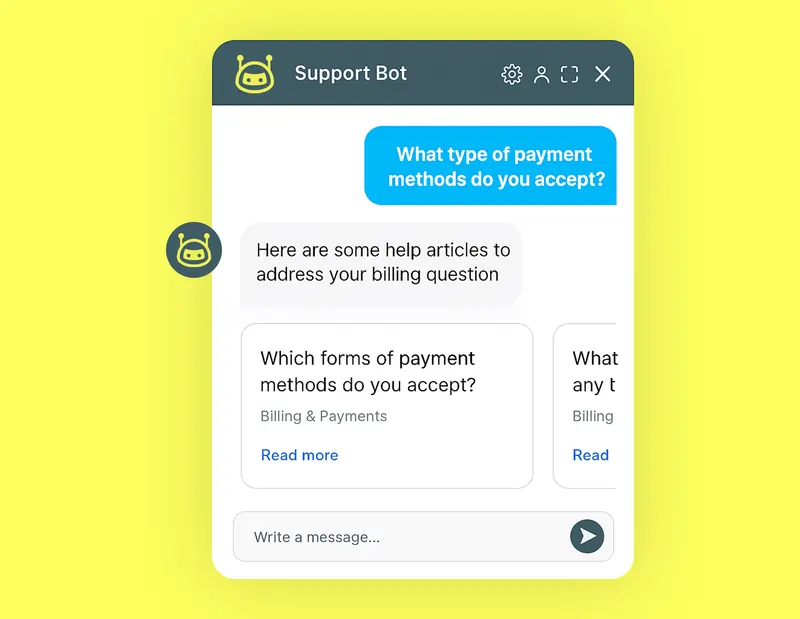 Support Bot
What type of payment
methods do you accept?
Here are some help articles to
address your billing question
Which forms of payment
methods do you accept?
Billing & Payments
Read more
What
any b
Billing
Read
Write a message...